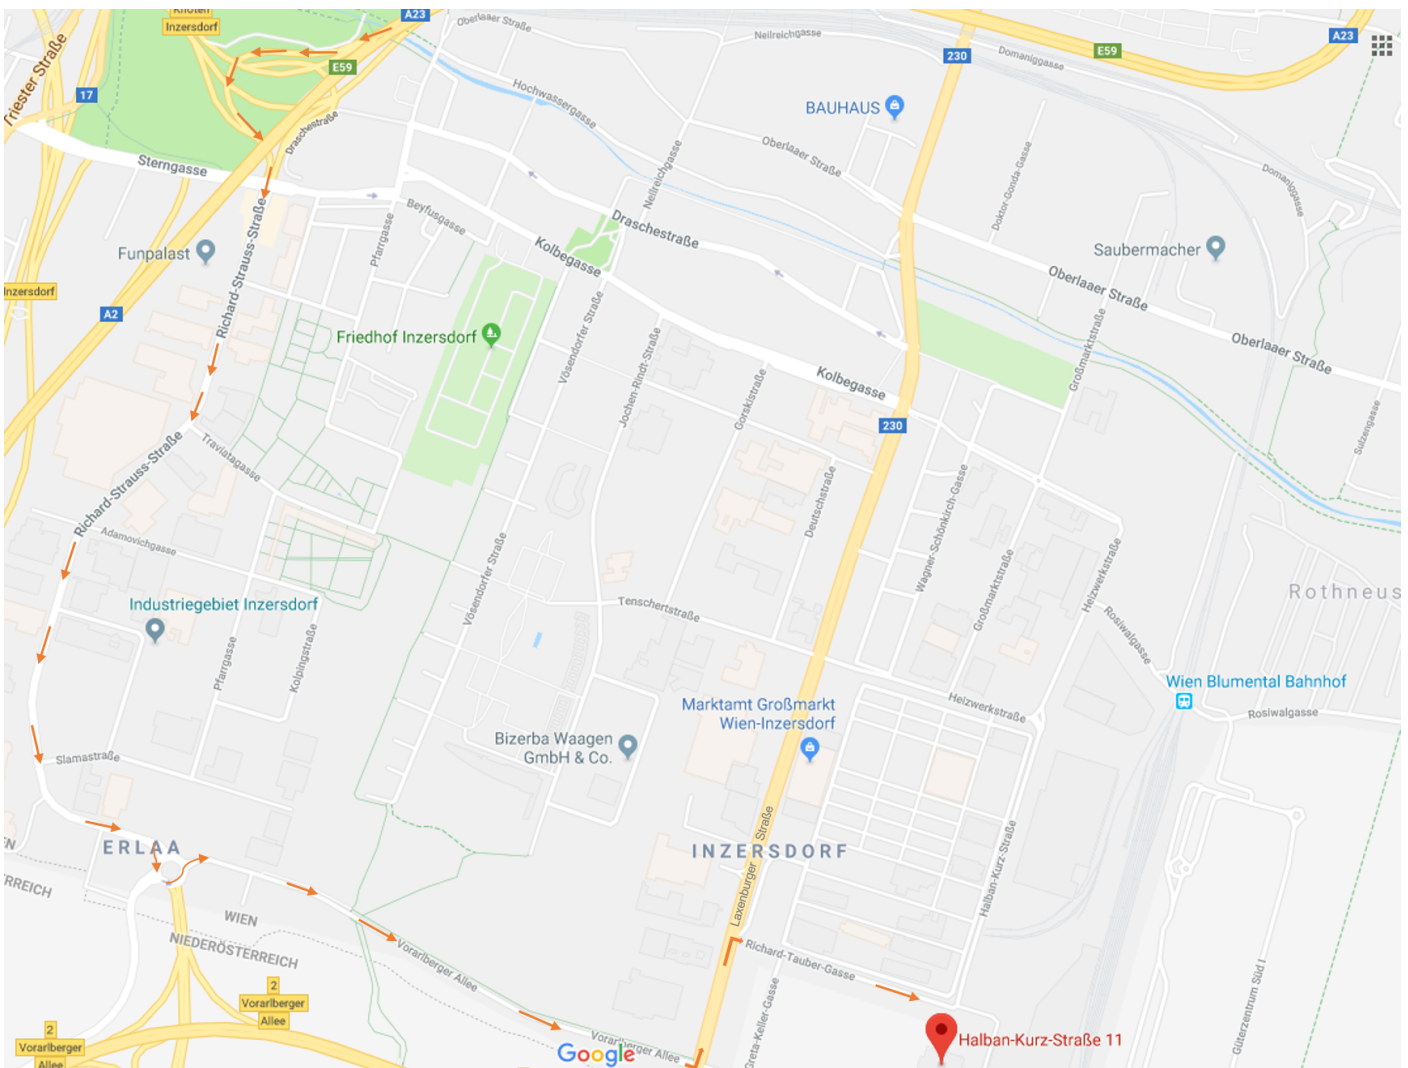 Knoten
Inzersdorf
A23
E59
Oberlaaer Straße
Neilreichgasse
230
Domaniggasse
E59
A23
Triester Straße
17
Draschestraße
Hochwassergasse
BAUHAUS
Oberlaaer Straße
Neilreichgasse
Doktor-Gonda-Gasse
Domaniggasse
Sterngasse
Beyfusgasse
Pfarrgasse
Draschestraße
Kolbegasse
Funpalast
Saubermacher
Oberlaaer Straße
Inzersdorf
A2
Richard-Strauss-Straße
Friedhof Inzersdorf
Vösendorfer Straße
Jochen-Rindt-Straße
Gorskistraße
Kolbegasse
Großmarktstraße
Oberlaaer Straße
230
Sulzengasse
Traviatagasse
Richard-Strauss-Straße
Adamovichgasse
Deutschstraße
Wagner-Schönkirch-Gasse
Großmarktstraße
Heizwerkstraße
Vösendorfer Straße
Industriegebiet Inzersdorf
Tenschertstraße
Rothneus
Rosiwalgasse
Pfarrgasse
Kolpingstraße
Wien Blumental Bahnhof
Rosiwalgasse
Marktamt Großmarkt
Wien-Inzersdorf
Heizwerkstraße
Bizerba Waagen
GmbH & Co.
Slamastraße
Laxenburger Straße
Halban-Kurz-Straße
ERLAA
INZERSDORF
EN
ERREICH
WIEN
NIEDERÖSTERREICH
Vorarlberger Allee
Richard-Tauber-Gasse
Greta-Keller-Gasse
Güterzentrum Süd I
2
Vorarlberger
Allee
2
Vorarlberger
Allee
Vorarlberger Allee
Google
Halban-Kurz-Straße 11